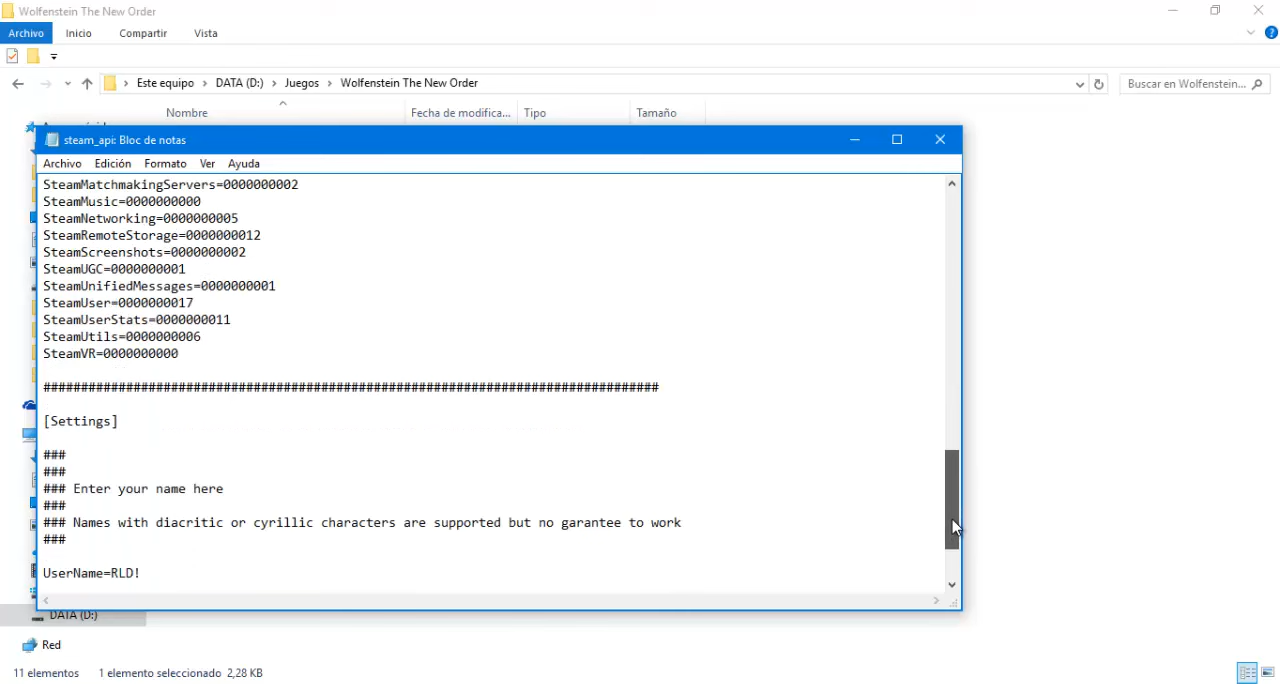 Wolfenstein The New Order
Archivo Inicio Compartir Vista
Este equipo DATA (D:) Juegos Wolfenstein The New Order Buscar en Wolfenstein...
Nombre Fecha de modifica... Tipo Tamaño
steam_api: Bloc de notas
Archivo Edición Formato Ver Ayuda
SteamMatchmakingServers=0000000002
SteamMusic=0000000000
SteamNetworking=0000000005
SteamRemoteStorage=0000000012
SteamScreenshots=0000000002
SteamUGC=0000000001
SteamUnifiedMessages=0000000001
SteamUser=0000000017
SteamUserStats=0000000011
SteamUtils=0000000006
SteamVR=0000000000
##################################################################################
[Settings]
###
###
### Enter your name here
###
### Names with diacritic or cyrillic characters are supported but no garantee to work
###
UserName=RLD!
DATA (D:)
Red
11 elementos 1 elemento seleccionado 2,28 KB